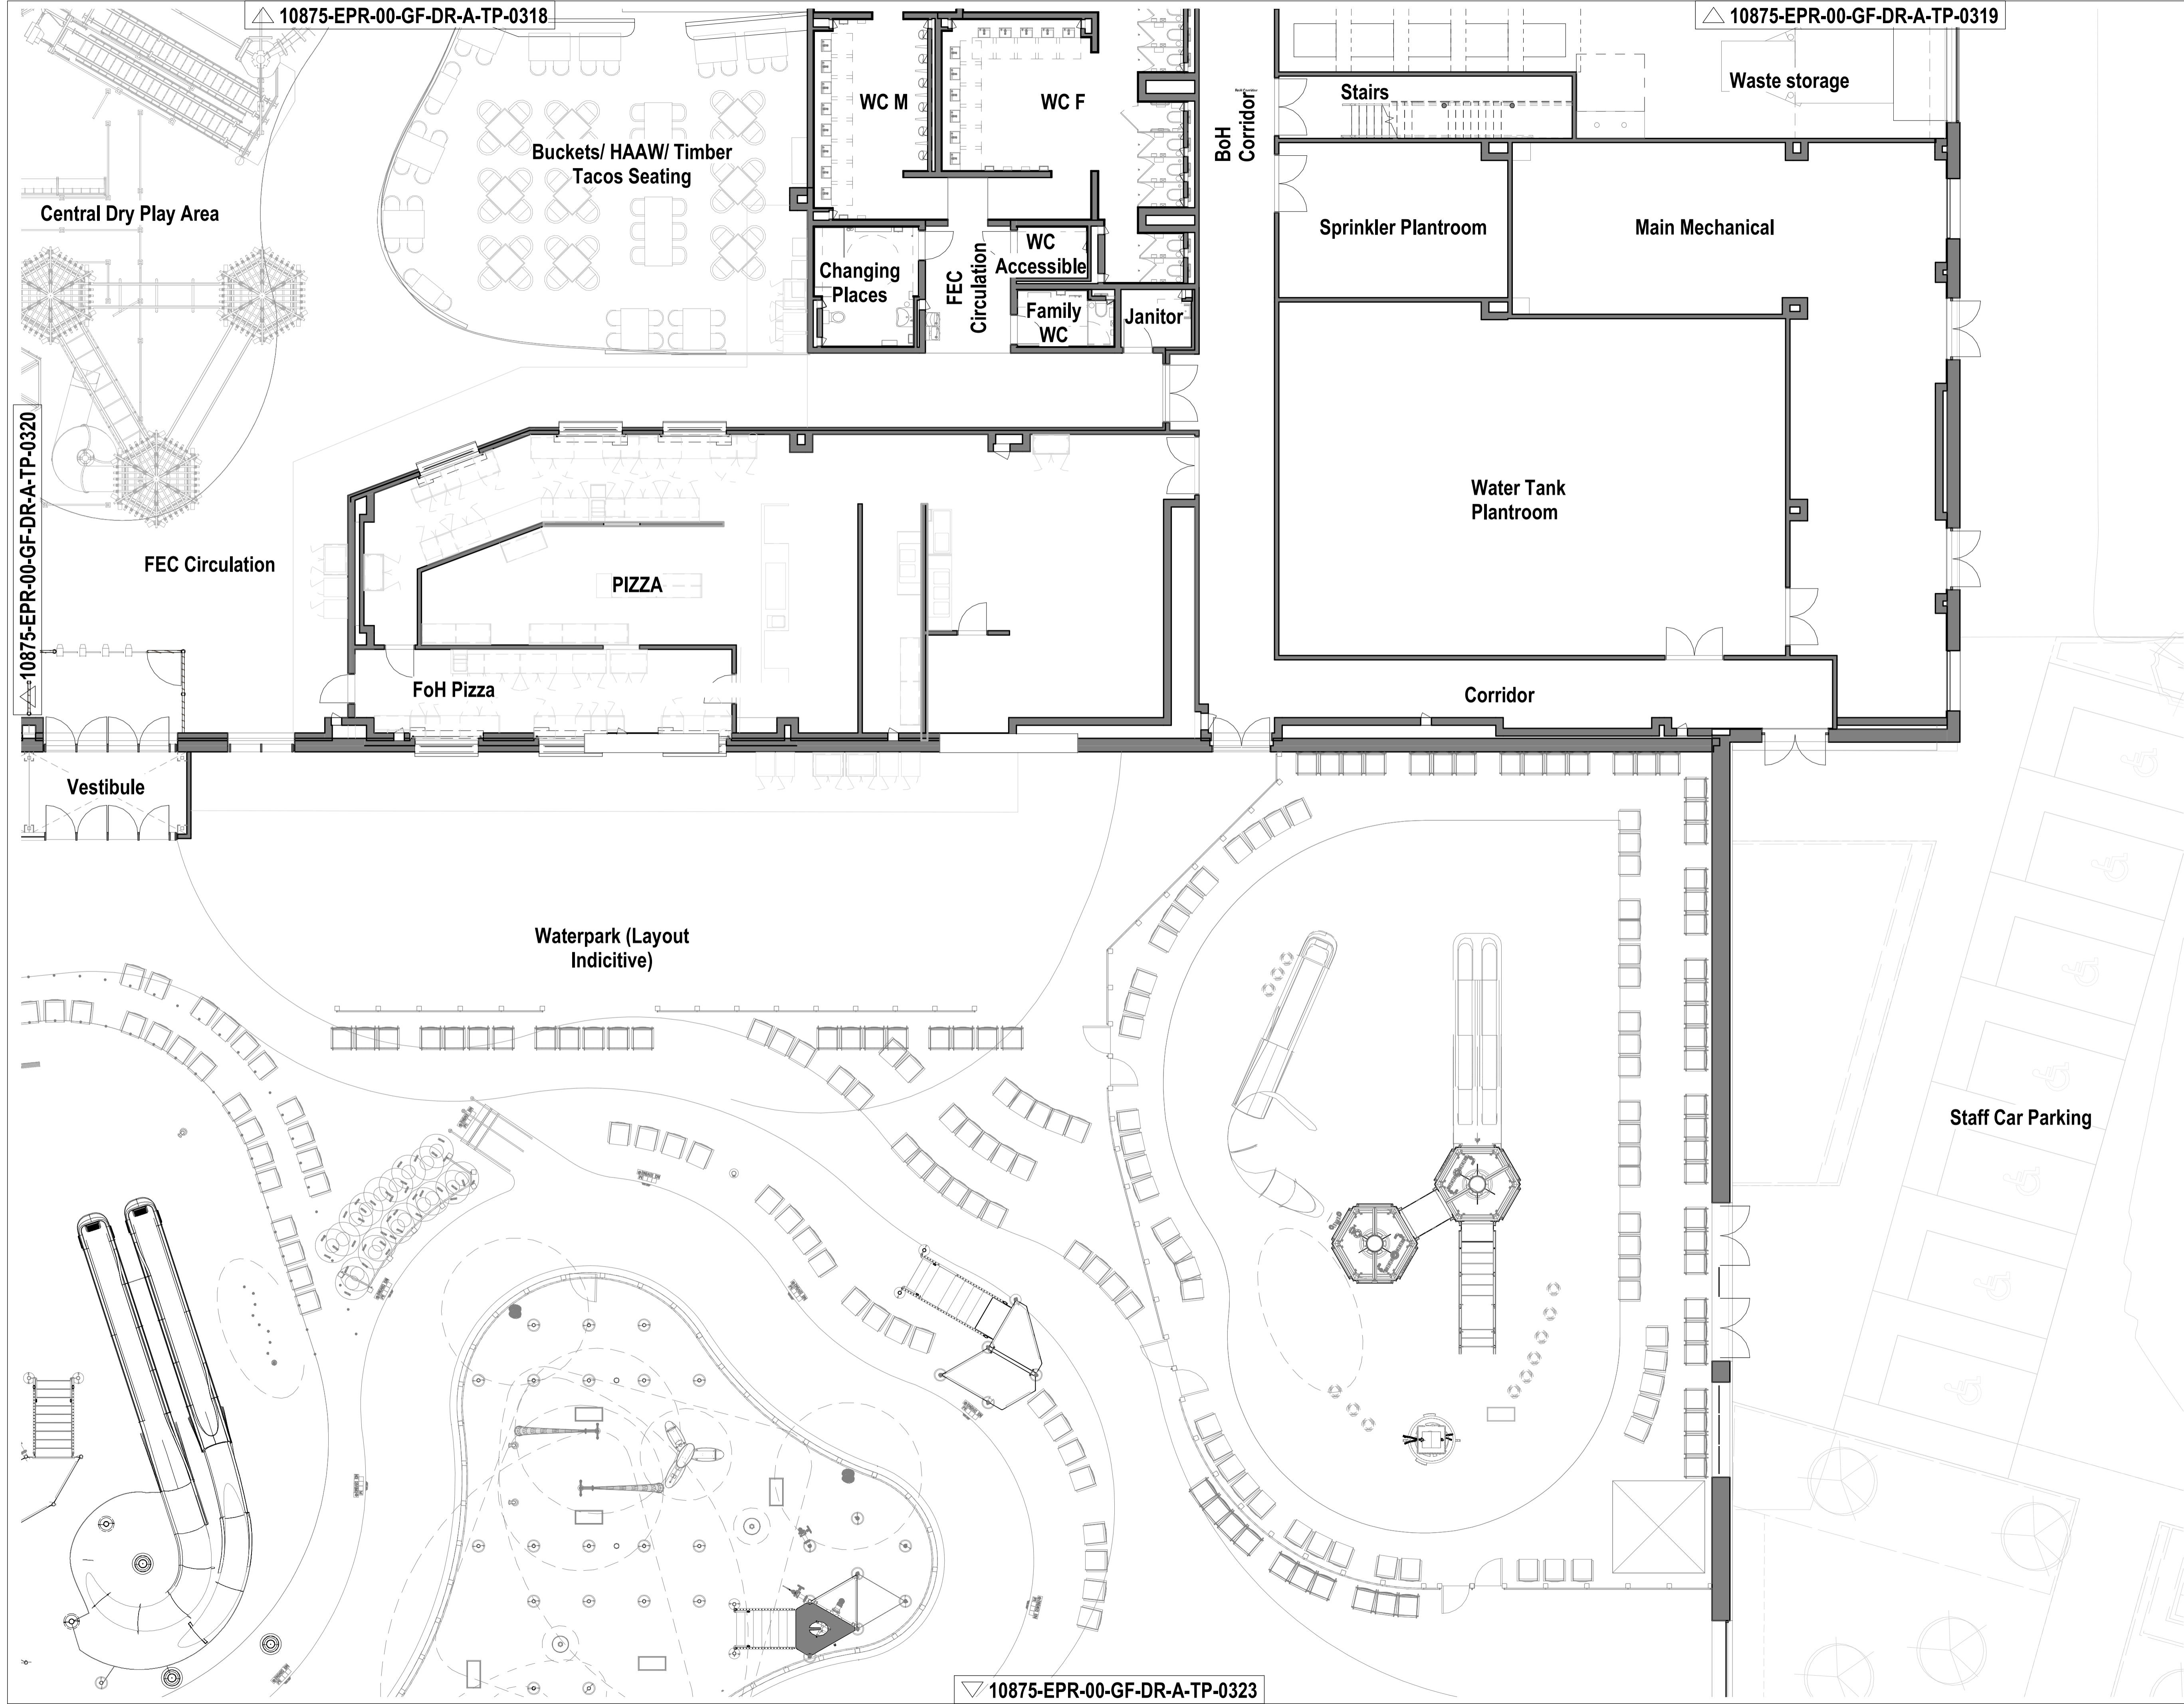 10875-EPR-00-GF-DR-A-TP-0318
10875-EPR-00-GF-DR-A-TP-0319
Waste storage
Stairs
WC M
WC F
BoH
Corridor
Buckets/ HAAW/ Timber
Tacos Seating
Central Dry Play Area
Sprinkler Plantroom
Main Mechanical
WC
Accessible
Changing
Places
FEC
Circulation
Family
WC
Janitor
10875-EPR-00-GF-DR-A-TP-0320
Water Tank
Plantroom
FEC Circulation
PIZZA
FoH Pizza
Corridor
Vestibule
Waterpark (Layout
Indicitive)
Staff Car Parking
10875-EPR-00-GF-DR-A-TP-0323